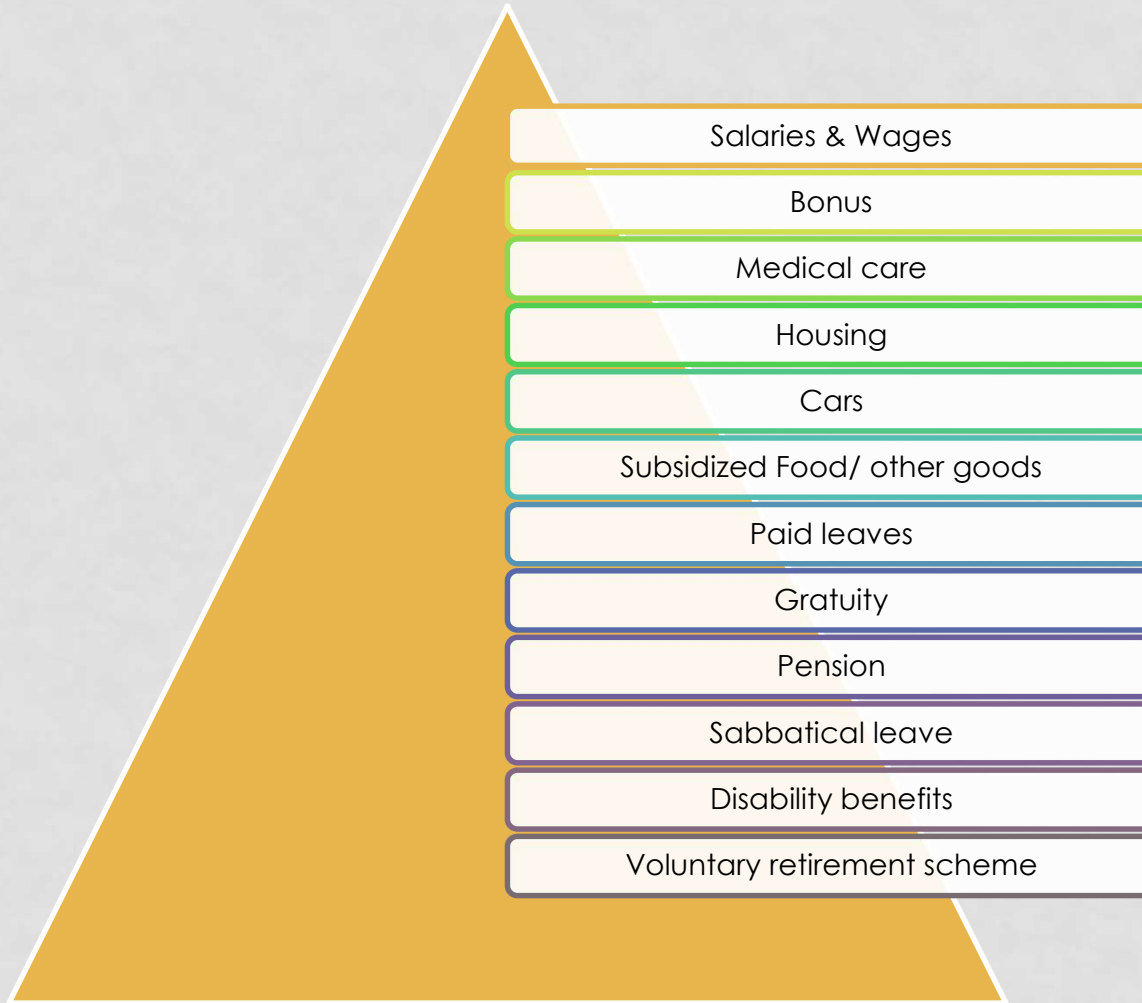 Salaries & Wages
Bonus
Medical care
Housing
Cars
Subsidized Food/ other goods
Paid leaves
Gratuity
Pension
Sabbatical leave
Disability benefits
Voluntary retirement scheme